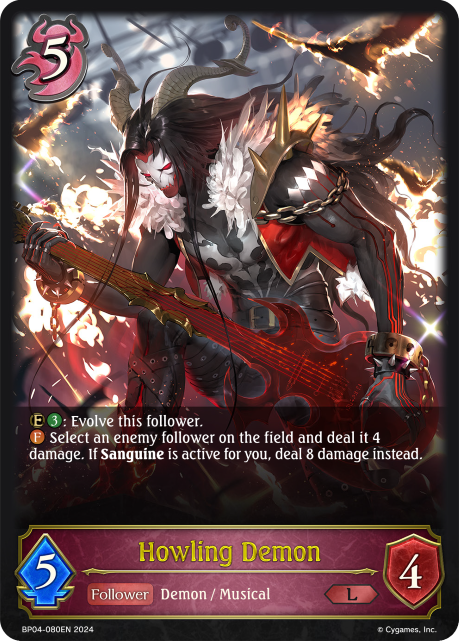 5
E 3: Evolve this follower.
F Select an enemy follower on the field and deal it 4
damage. If Sanguine is active for you, deal 8 damage instead.
Howling Demon
5
Follower Demon / Musical
L
4
BP04-080EN 2024
© Cygames, Inc.